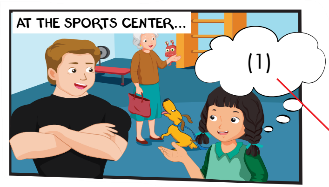 AT THE SPORTS CENTER...
(1)